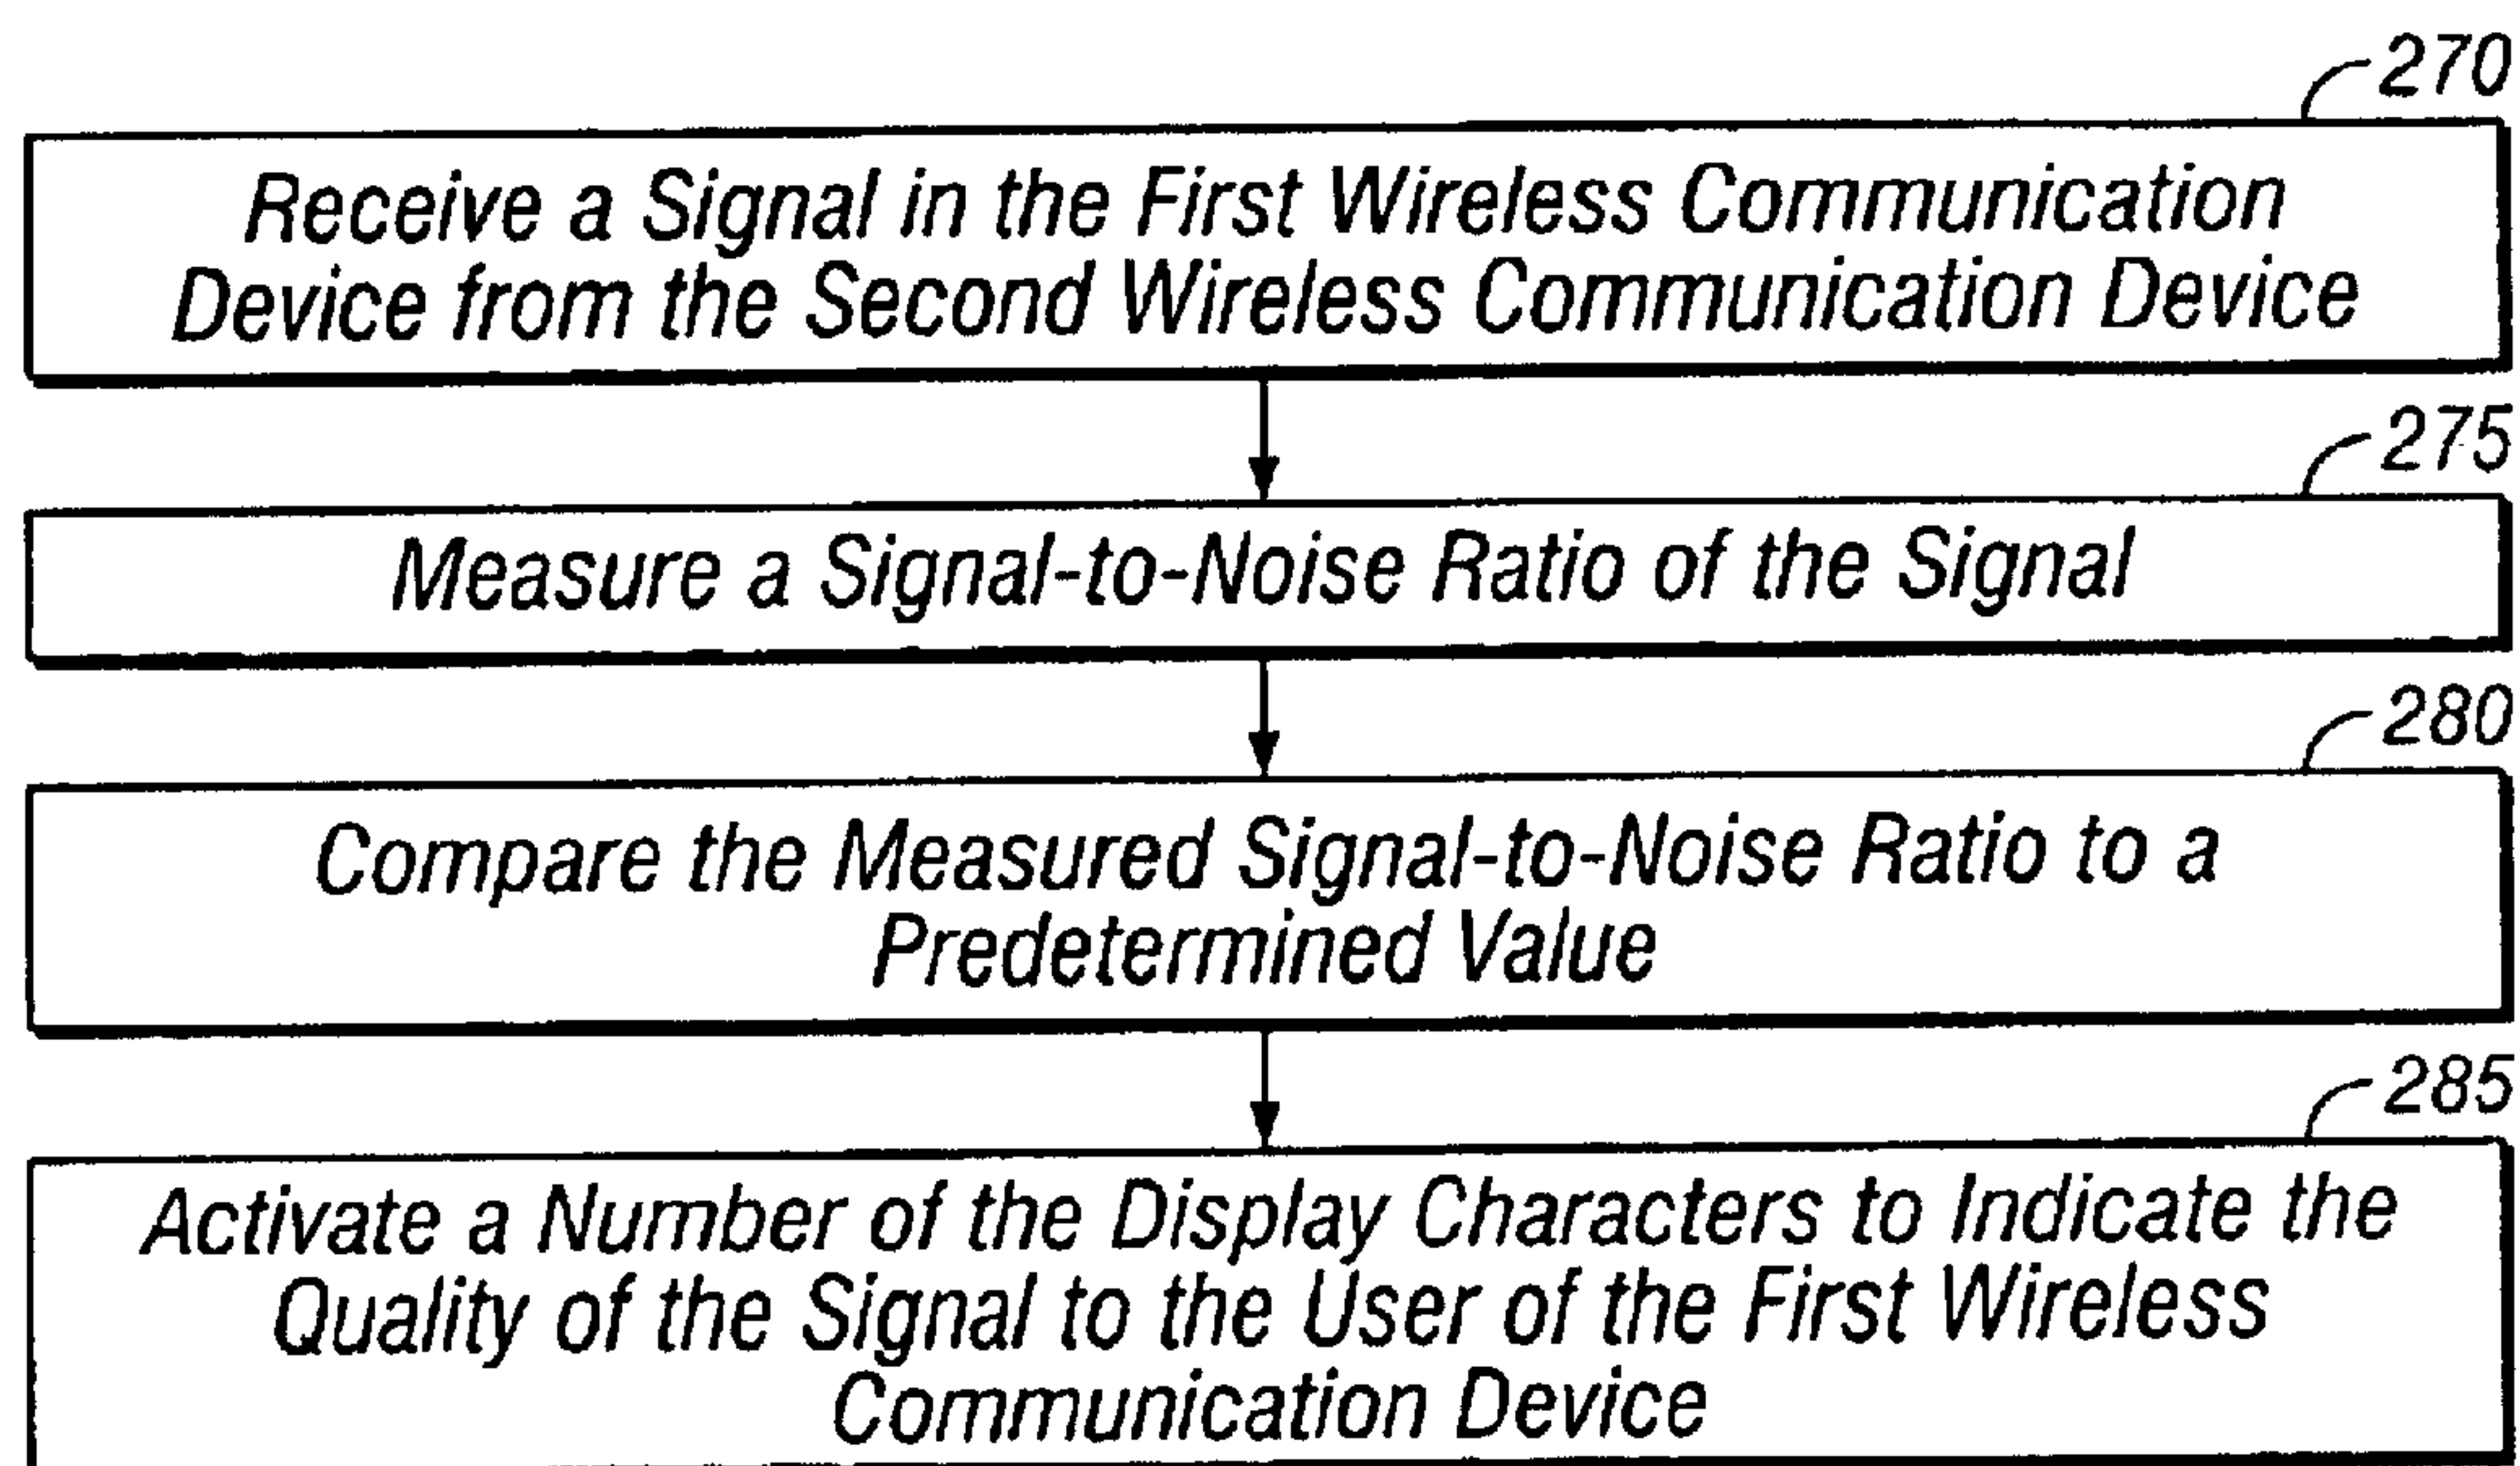 270
Receive a Signal in the First Wireless Communication
Device from the Second Wireless Communication Device
275
Measure a Signal-to-Noise Ratio of the Signal
280
Compare the Measured Signal-to-Noise Ratio to a
Predetermined Value
285
Activate a Number of the Display Characters to Indicate the
Quality of the Signal to the User of the First Wireless
Communication Device